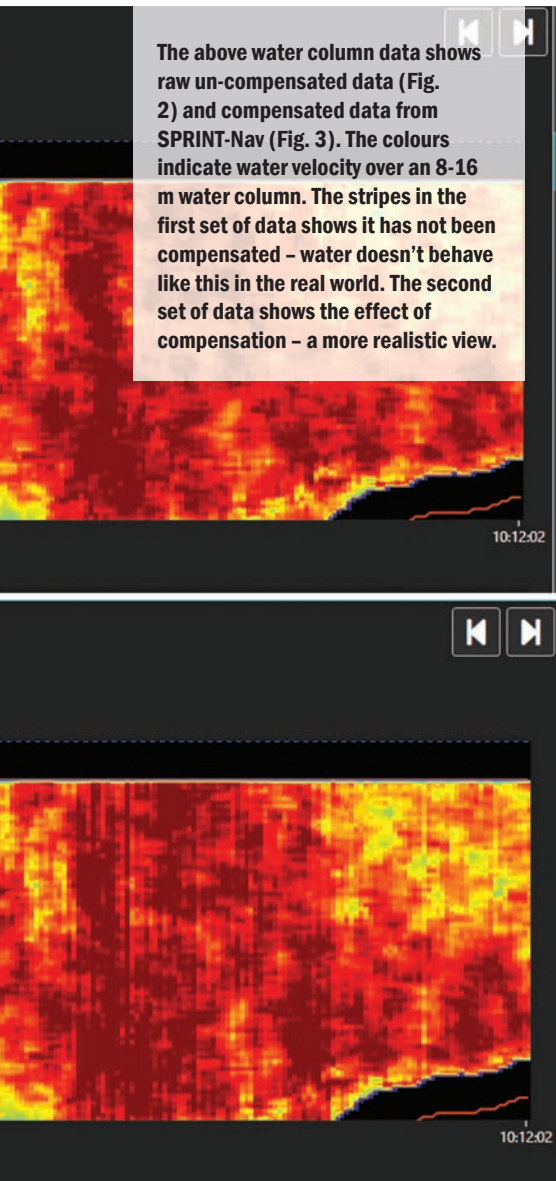 The above water column data shows
raw un-compensated data (Fig.
2) and compensated data from
SPRINT-Nav (Fig. 3). The colours
indicate water velocity over an 8-16
m water column. The stripes in the
first set of data shows it has not been
compensated – water doesn't behave
like this in the real world. The second
set of data shows the effect of
compensation – a more realistic view.
10:12:02
10:12:02